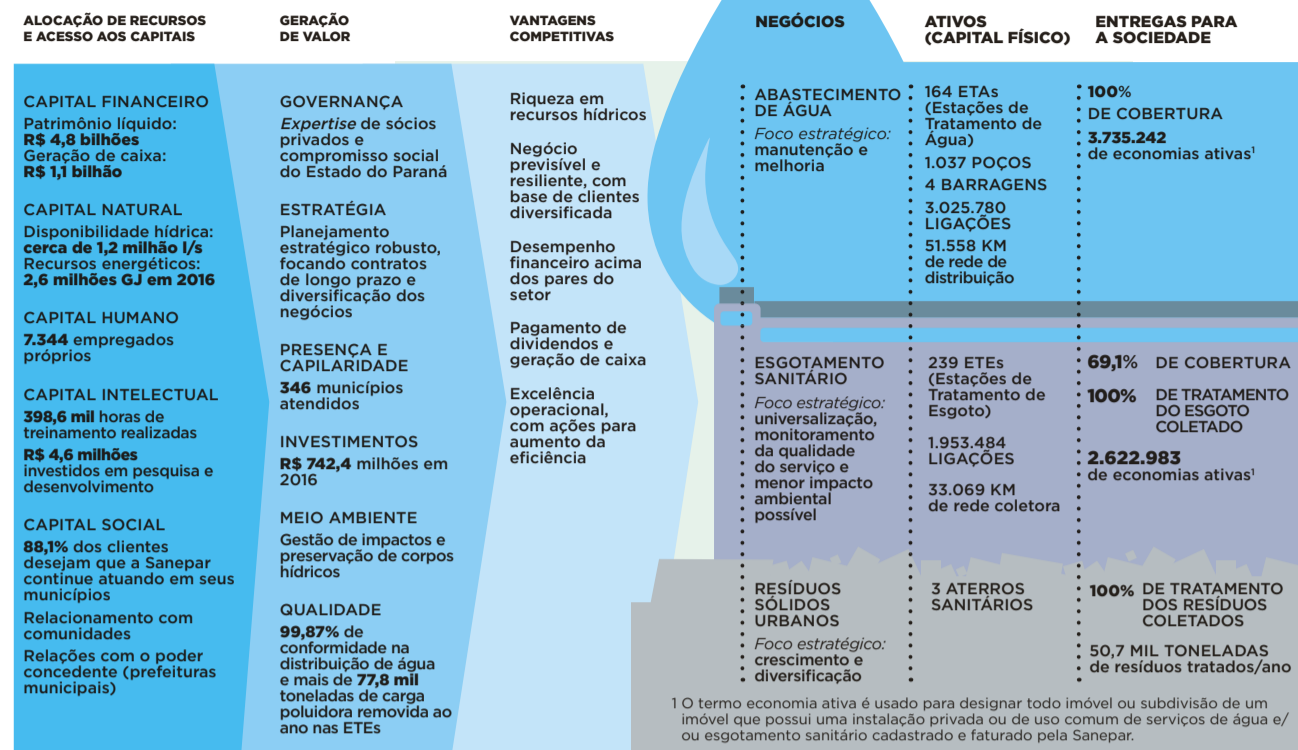 ALOCAÇÃO DE RECURSOS
E ACESSO AOS CAPITAIS
CAPITAL FINANCEIRO
Patrimônio líquido:
R$ 4,8 bilhões
Geração de caixa:
R$ 1,1 bilhão
CAPITAL NATURAL
Disponibilidade hídrica:
cerca de 1,2 milhão l/s
Recursos energéticos:
2,6 milhões GJ em 2016
CAPITAL HUMANO
7.344 empregados
próprios
CAPITAL INTELECTUAL
398,6 mil horas de
treinamento realizadas
R$ 4,6 milhões
investidos em pesquisa e
desenvolvimento
CAPITAL SOCIAL
88,1% dos clientes
desejam que a Sanepar
continue atuando em seus
municípios
Relacionamento com
comunidades
Relações com o poder
concedente (prefeituras
municipais)
GERAÇÃO
DE VALOR
GOVERNANÇA
Expertise de sócios
privados e
compromisso social
do Estado do Paraná
ESTRATÉGIA
Planejamento
estratégico robusto,
focando contratos
de longo prazo e
diversificação dos
negócios
PRESENÇA E
CAPILARIDADE
346 municípios
atendidos
INVESTIMENTOS
R$ 742,4 milhões em
2016
MEIO AMBIENTE
Gestão de impactos e
preservação de corpos
hídricos
QUALIDADE
99,87% de
conformidade na
distribuição de água
e mais de 77,8 mil
toneladas de carga
poluidora removida ao
ano nas ETEs
VANTAGENS
COMPETITIVAS
Riqueza em
recursos hídricos
Negócio
previsível e
resiliente, com
base de clientes
diversificada
Desempenho
financeiro acima
dos pares do
setor
Pagamento de
dividendos e
geração de caixa
Excelência
operacional,
com ações para
aumento da
eficiência
NEGÓCIOS
ATIVOS
(CAPITAL FÍSICO)
ENTREGAS PARA
A SOCIEDADE
ABASTECIMENTO
DE ÁGUA
Foco estratégico:
manutenção e
melhoria
164 ETAs
(Estações de
Tratamento de
Água)
1.037 POÇOS
4 BARRAGENS
3.025.780
LIGAÇÕES
51.558 KM
de rede de
distribuição
100%
DE COBERTURA
3.735.242
de economias ativas¹
ESGOTAMENTO
SANITÁRIO
Foco estratégico:
universalização,
monitoramento
da qualidade
do serviço e
menor impacto
ambiental
possível
239 ETEs
(Estações de
Tratamento de
Esgoto)
1.953.484
LIGAÇÕES
33.069 KM
de rede coletora
69,1% DE COBERTURA
100% DE TRATAMENTO
DO ESGOTO
COLETADO
2.622.983
de economias ativas¹
RESÍDUOS
SÓLIDOS
URBANOS
Foco estratégico:
crescimento e
diversificação
3 ATERROS
SANITÁRIOS
100% DE TRATAMENTO
DOS RESÍDUOS
COLETADOS
50,7 MIL TONELADAS
de resíduos tratados/ano
1 O termo economia ativa é usado para designar todo imóvel ou subdivisão de um
imóvel que possui uma instalação privada ou de uso comum de serviços de água e/
ou esgotamento sanitário cadastrado e faturado pela Sanepar.